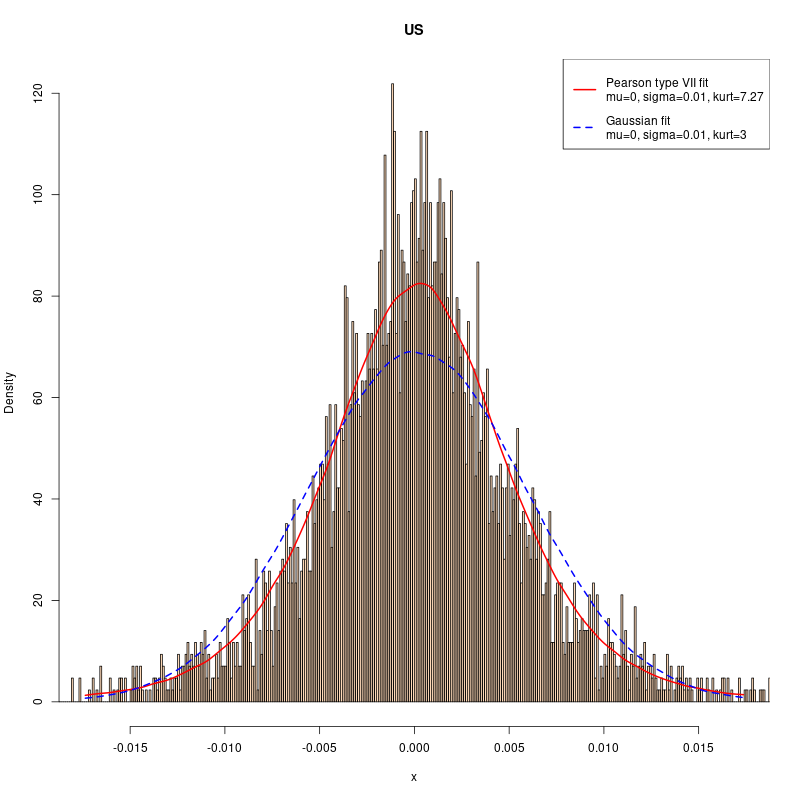 US
Pearson type VII fit
mu=0, sigma=0.01, kurt=7.27
Gaussian fit
mu=0, sigma=0.01, kurt=3
Density
120
100
80
60
40
20
0
-0.015 -0.010 -0.005 0.000 0.005 0.010 0.015
x